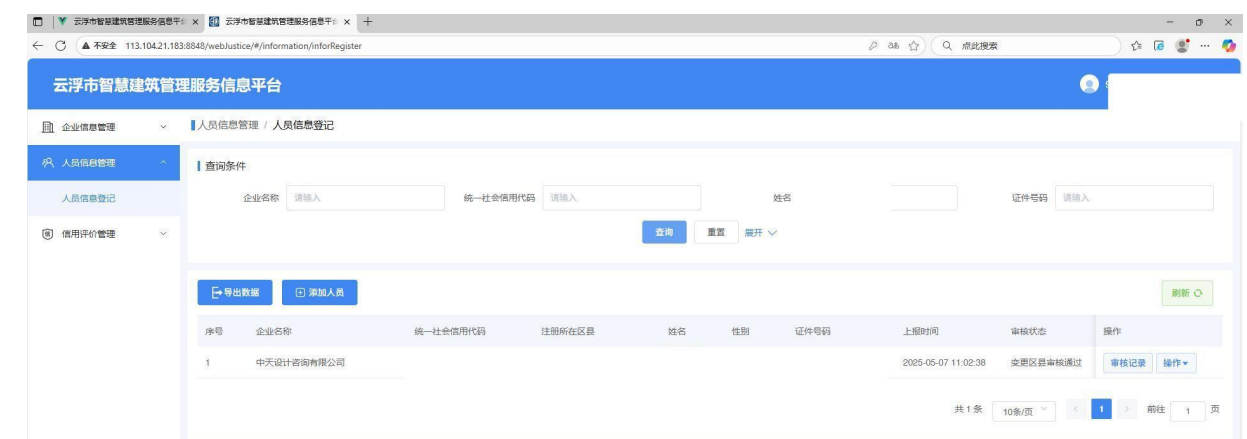 云浮市智慧建筑管理服务信息平台
云浮市智慧建筑管理服务信息平台
不安全 113.104.21.183:8848/webJustice/#/information/inforRegister
点此搜索
云浮市智慧建筑管理服务信息平台
企业信息管理
人员信息管理 / 人员信息登记
人员信息管理
查询条件
人员信息登记
企业名称 请输入 统一社会信用代码 请输入 姓名 证件号码 请输入
信用评价管理
查询 重置 展开
导出数据 添加人员 刷新
序号 企业名称 统一社会信用代码 注册所在区县 姓名 性别 证件号码 上报时间 审核状态 操作
1 中天设计咨询有限公司 2025-05-07 11:02:38 变更区县审核通过 审核记录 操作
共 1 条 10条/页 1 前往 1 页